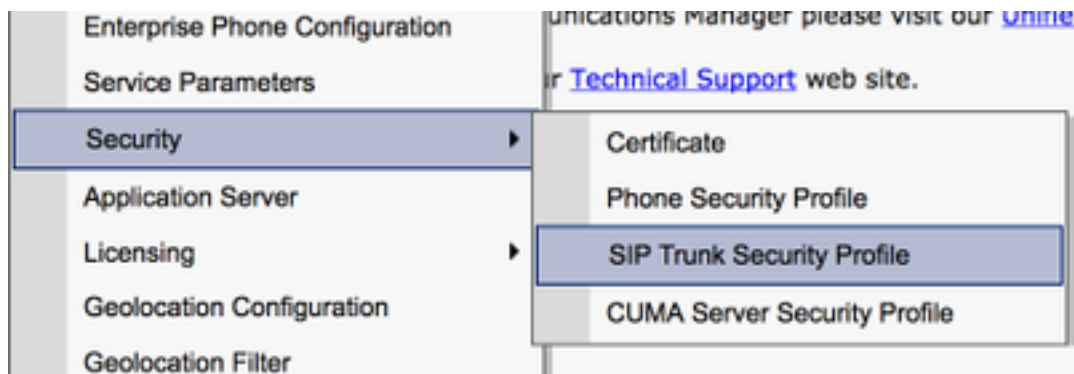 Enterprise Phone Configuration
unications Manager please visit our Unifie
Service Parameters
r Technical Support web site.
Security
Certificate
Application Server
Phone Security Profile
Licensing
SIP Trunk Security Profile
Geolocation Configuration
CUMA Server Security Profile
Geolocation Filter